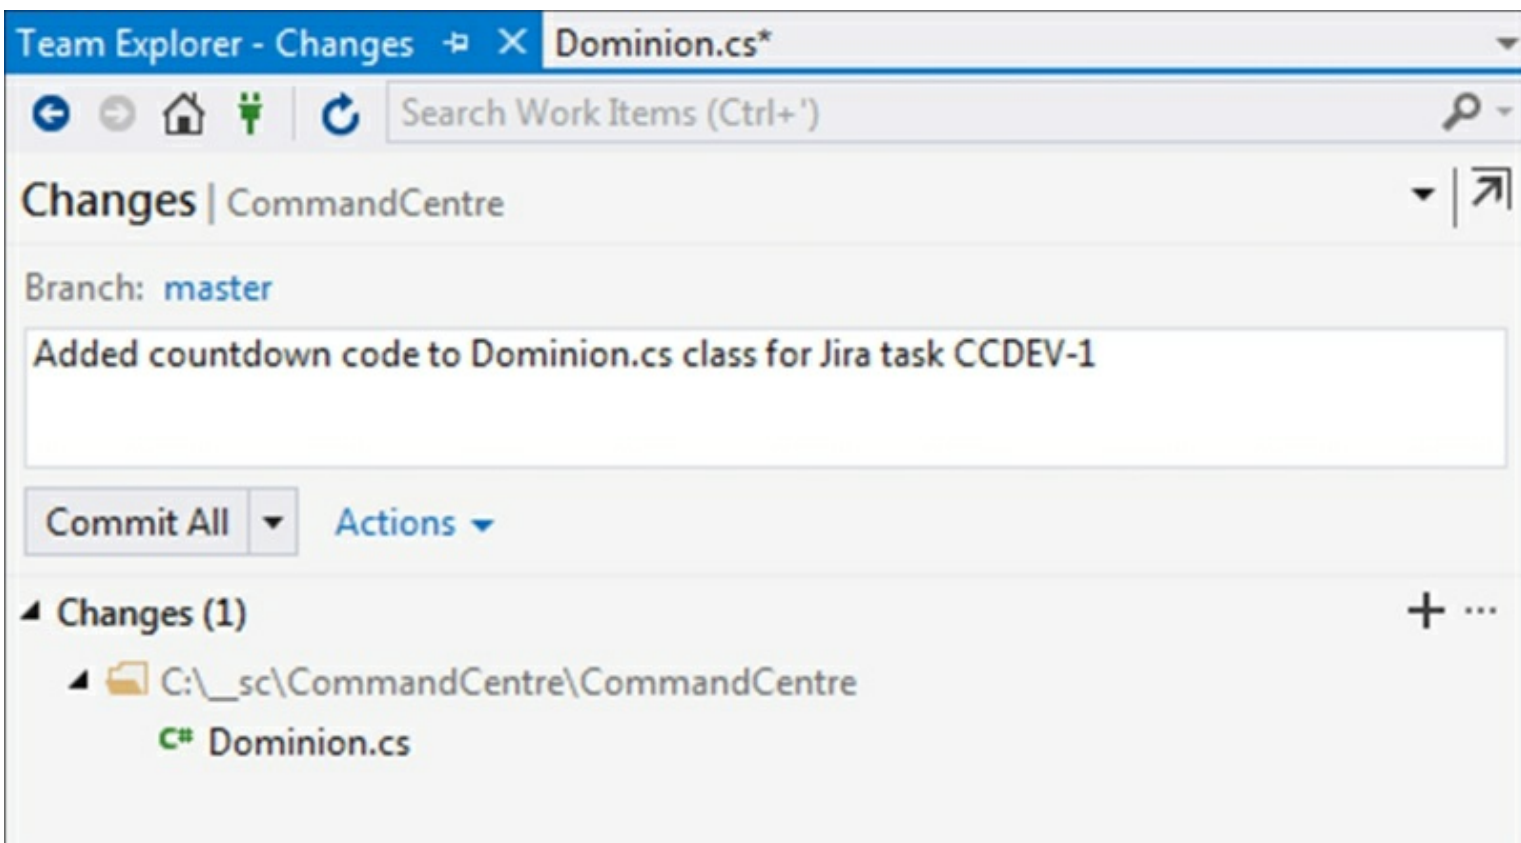 Team Explorer - Changes Dominion.cs*
Search Work Items (Ctrl+')
Changes | CommandCentre
Branch: master
Added countdown code to Dominion.cs class for Jira task CCDEV-1
Commit All Actions
Changes (1)
C:\__sc\CommandCentre\CommandCentre
C# Dominion.cs